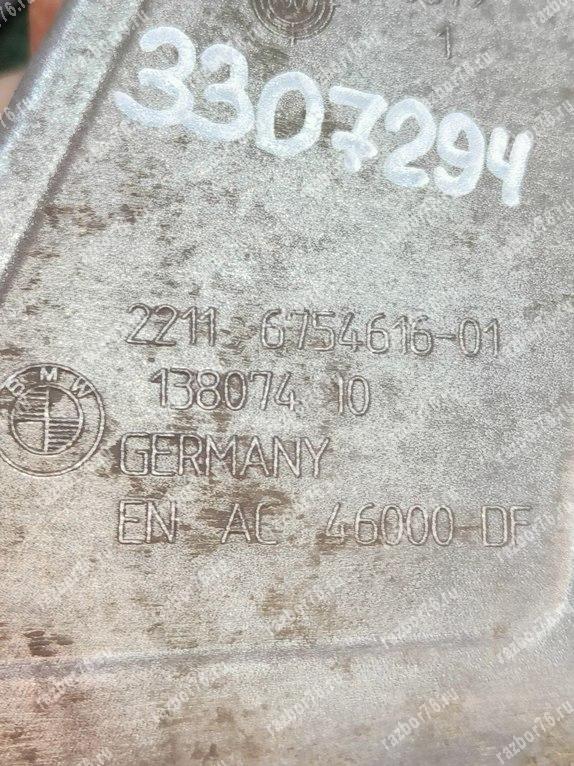 1
3307294
2211 6754616-01
138074 10
BMW
GERMANY
EN AC 46000-DF
razbor76.ru